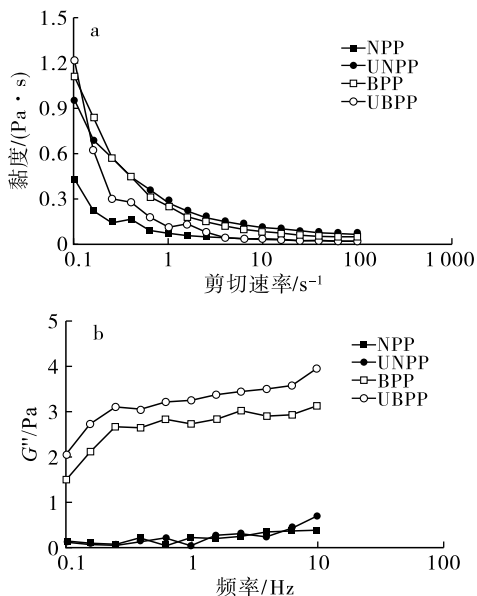 a
1.5
1.2
0.9
0.6
0.3
0
黏度/(Pa·s)
NPP
UNPP
BPP
UBPP
0.1
1
10
100
1 000
剪切速率/s⁻¹
b
5
4
3
2
1
0
G''/Pa
NPP
UNPP
BPP
UBPP
0.1
1
10
100
频率/Hz